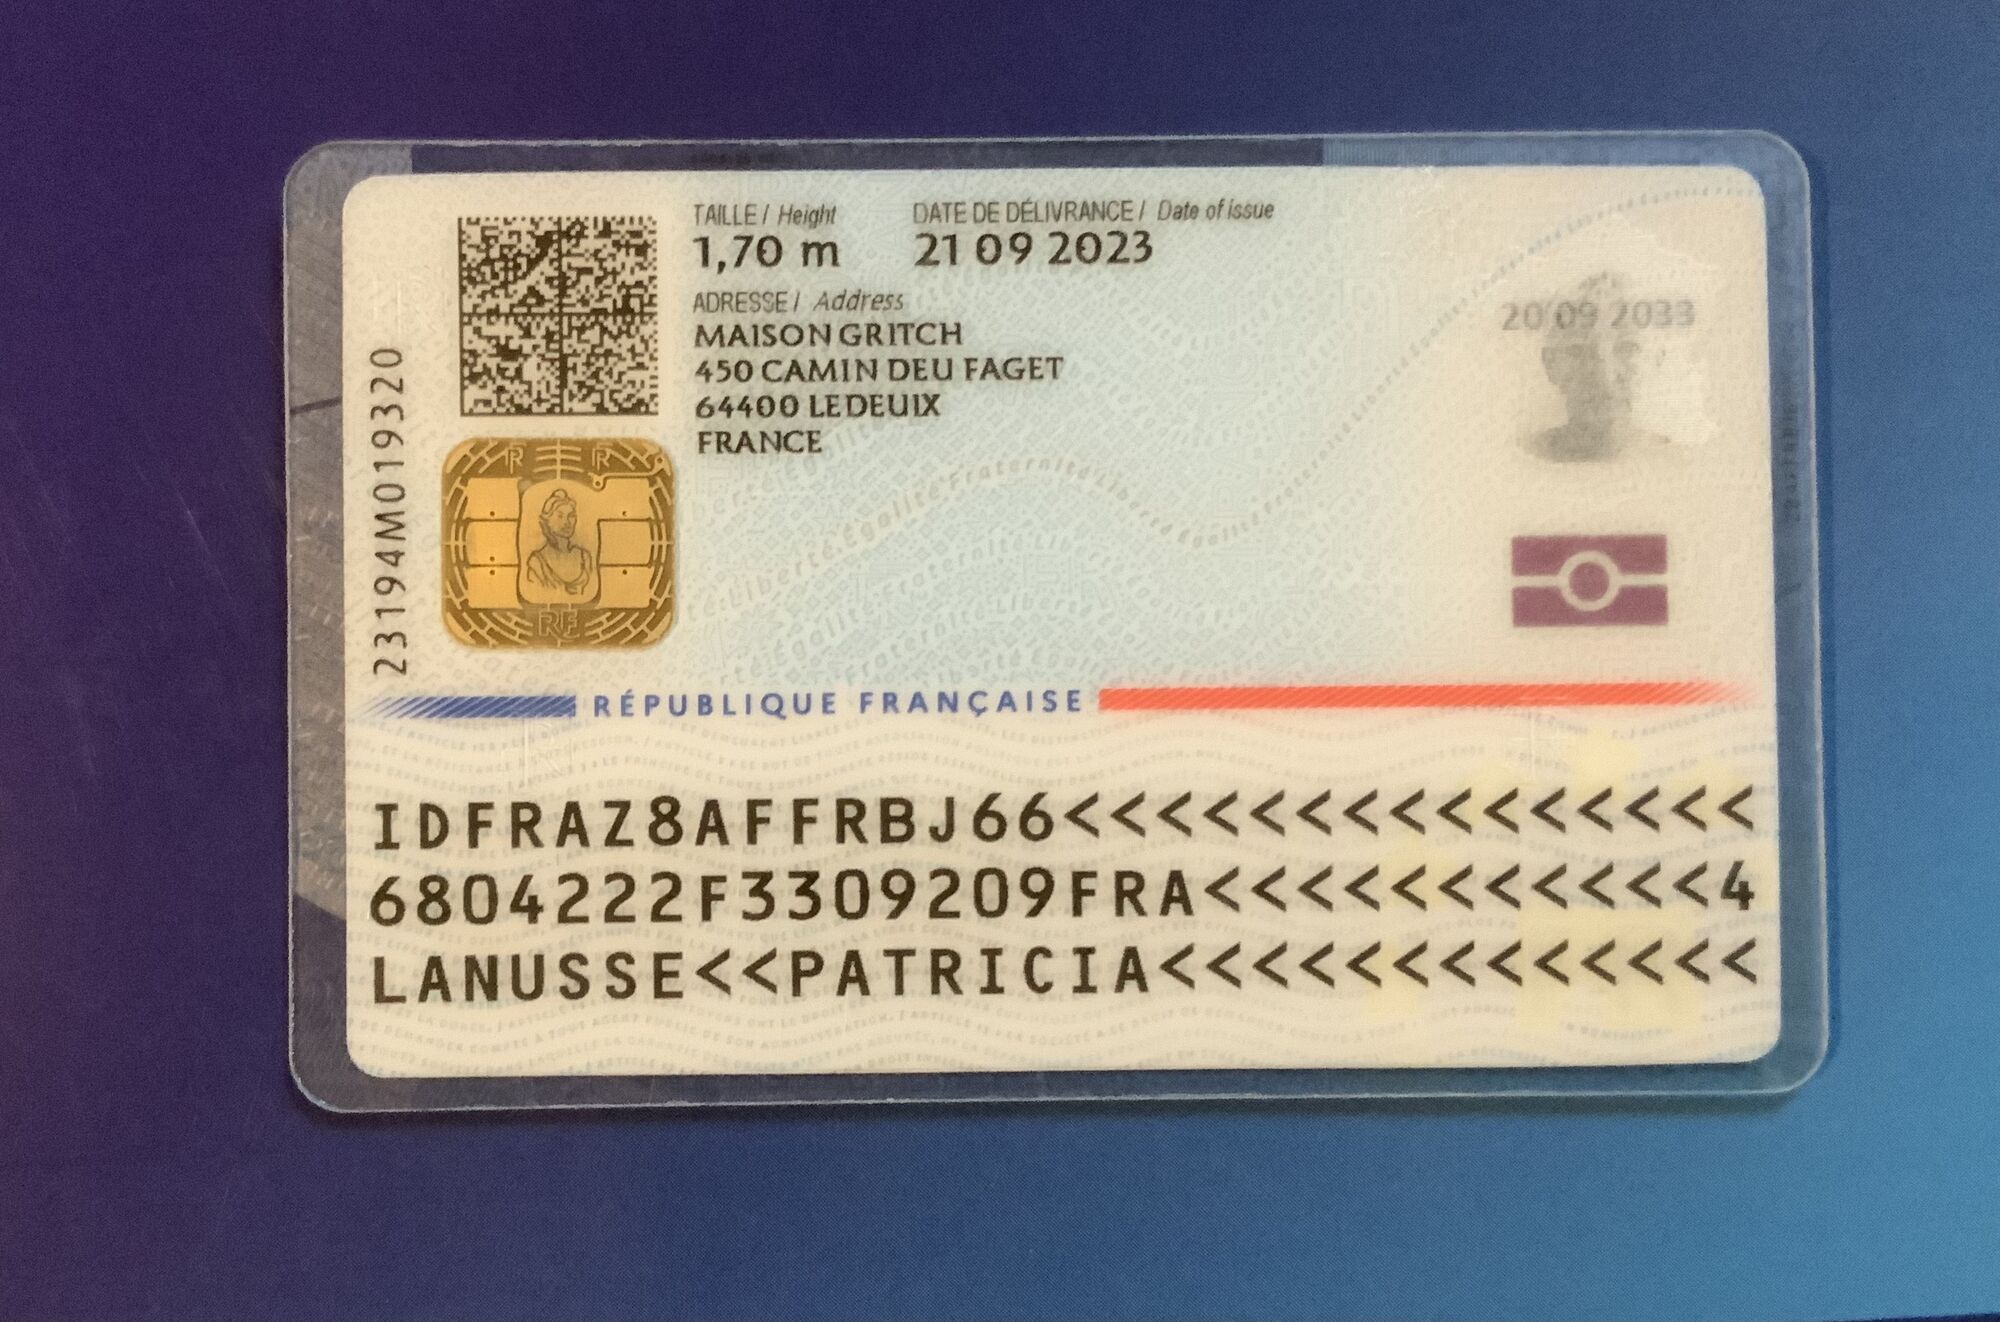 TAILLE / Height
1,70 m
DATE DE DÉLIVRANCE / Date of issue
21 09 2023
ADRESSE / Address
MAISON GRITCH
450 CAMIN DEU FAGET
64400 LEDEUIX
FRANCE
20 09 2033
23194M019320
RÉPUBLIQUE FRANÇAISE
IDFRAZ8AFFRBJ66<<<<<<<<<<<<<<<
6804222F3309209FRA<<<<<<<<<<<4
LANUSSE<<PATRICIA<<<<<<<<<<<<<